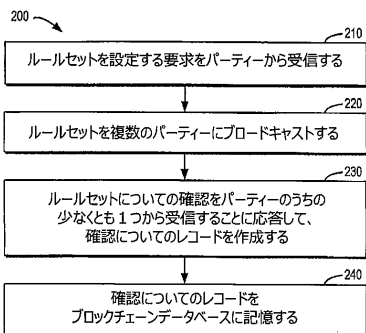 200
210
ルールセットを設定する要求をパーティーから受信する
220
ルールセットを複数のパーティーにブロードキャストする
230
ルールセットについての確認をパーティーのうちの
少なくとも1つから受信することに応答して、
確認についてのレコードを作成する
240
確認についてのレコードを
ブロックチェーンデータベースに記憶する